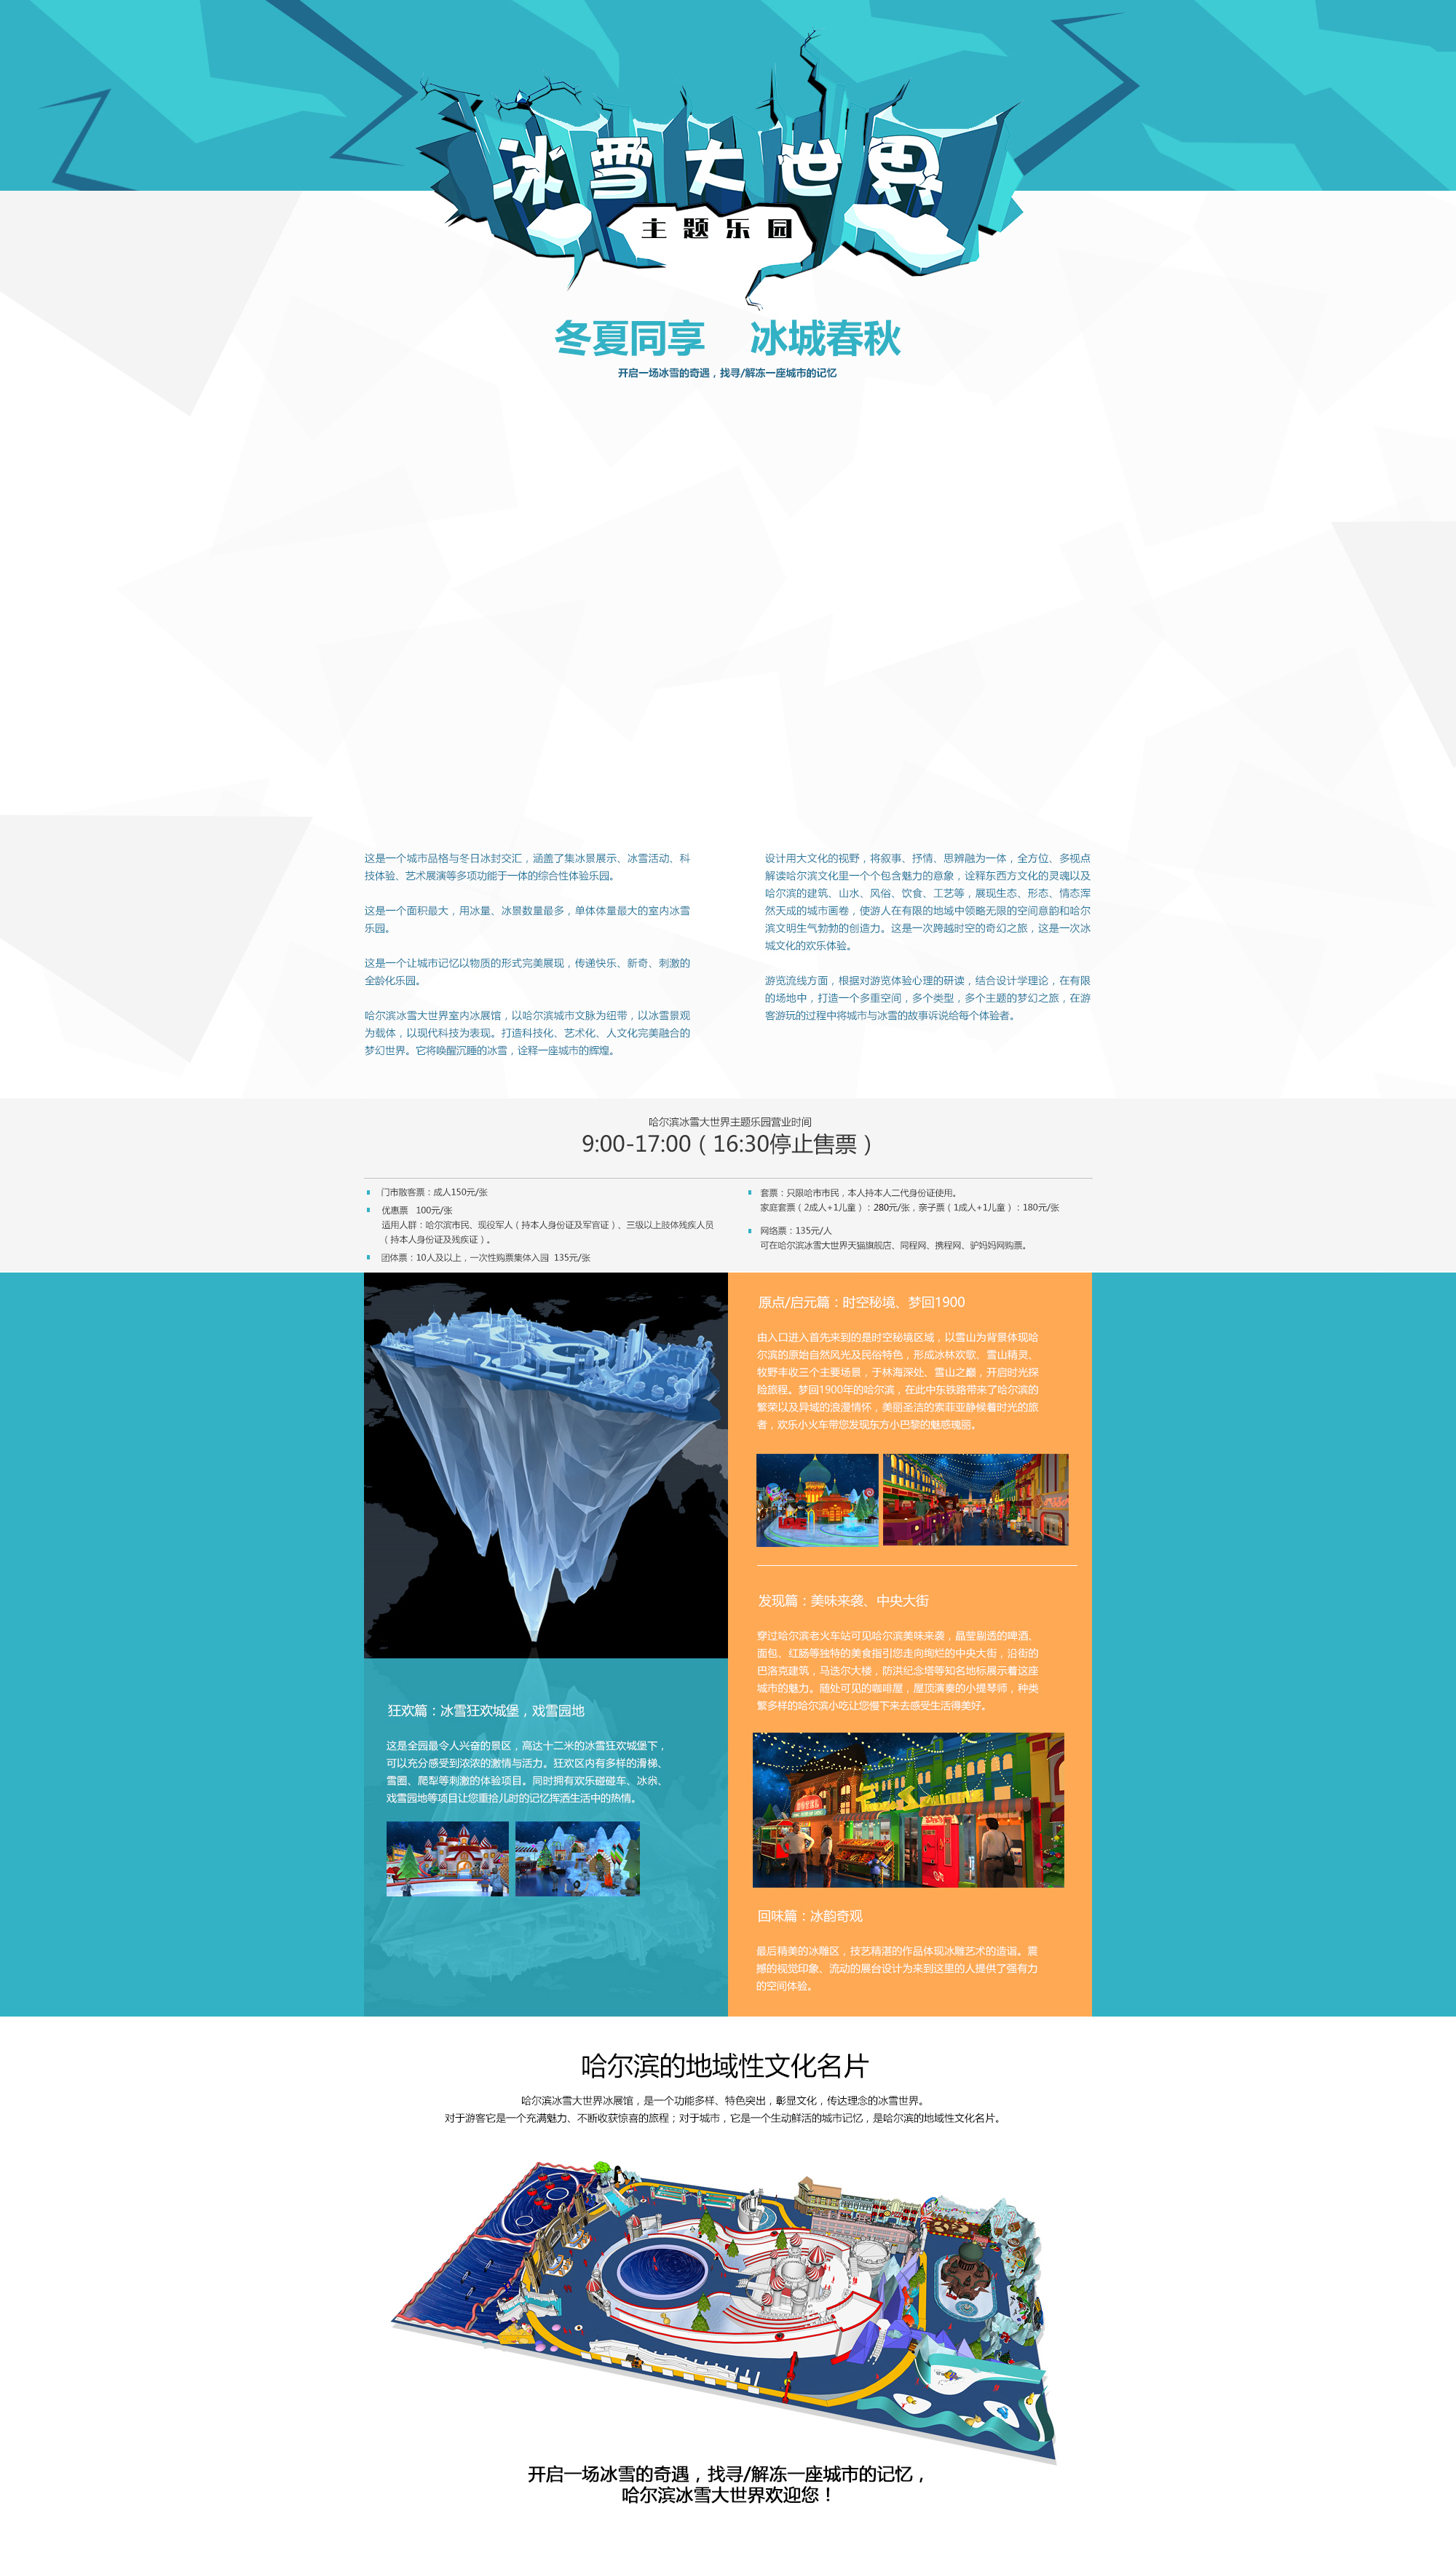 冰雪大世界
主题乐园
冬夏同享 冰城春秋
开启一场冰雪的奇遇，找寻/解冻一座城市的记忆
这是一个城市品格与冬日冰封交汇，涵盖了集冰景展示、冰雪活动、科
技体验、艺术展演等多项功能于一体的综合性体验乐园。
这是一个面积最大，用冰量、冰景数量最多，单体体量最大的室内冰雪
乐园。
这是一个让城市记忆以物质的形式完美展现，传递快乐、新奇、刺激的
全龄化乐园。
哈尔滨冰雪大世界室内冰展馆，以哈尔滨城市文脉为纽带，以冰雪景观
为载体，以现代科技为表现。打造科技化、艺术化、人文化完美融合的
梦幻世界。它将唤醒沉睡的冰雪，诠释一座城市的辉煌。
设计用大文化的视野，将叙事、抒情、思辨融为一体，全方位、多视点
解读哈尔滨文化里一个个包含魅力的意象，诠释东西方文化的灵魂以及
哈尔滨的建筑、山水、风俗、饮食、工艺等，展现生态、形态、情态浑
然天成的城市画卷，使游人在有限的地域中领略无限的空间意韵和哈尔
滨文明生气勃勃的创造力。这是一次跨越时空的奇幻之旅，这是一次冰
城文化的欢乐体验。
游览流线方面，根据对游览体验心理的研读，结合设计学理论，在有限
的场地中，打造一个多重空间，多个类型，多个主题的梦幻之旅，在游
客游玩的过程中将城市与冰雪的故事诉说给每个体验者。
哈尔滨冰雪大世界主题乐园营业时间
9:00-17:00（16:30停止售票）
门市散客票：成人150元/张
优惠票 100元/张
适用人群：哈尔滨市民、现役军人（持本人身份证及军官证）、三级以上肢体残疾人员
（持本人身份证及残疾证）。
团体票：10人及以上，一次性购票集体入园 135元/张
套票：只限哈市市民，本人持本人二代身份证使用。
家庭套票（2成人+1儿童）：280元/张，亲子票（1成人+1儿童）：180元/张
网络票：135元/人
可在哈尔滨冰雪大世界天猫旗舰店、同程网、携程网、驴妈妈网购票。
原点/启元篇：时空秘境、梦回1900
由入口进入首先来到的是时空秘境区域，以雪山为背景体现哈
尔滨的原始自然风光及民俗特色，形成冰林欢歌、雪山精灵、
牧野丰收三个主要场景，于林海深处、雪山之巅，开启时光探
险旅程。梦回1900年的哈尔滨，在此中东铁路带来了哈尔滨的
繁荣以及异域的浪漫情怀，美丽圣洁的索菲亚静候着时光的旅
者，欢乐小火车带您发现东方小巴黎的魅惑瑰丽。
LOVE
发现篇：美味来袭、中央大街
穿过哈尔滨老火车站可见哈尔滨美味来袭，晶莹剔透的啤酒、
面包、红肠等独特的美食指引您走向绚烂的中央大街，沿街的
巴洛克建筑，马迭尔大楼，防洪纪念塔等知名地标展示着这座
城市的魅力。随处可见的咖啡屋，屋顶演奏的小提琴师，种类
繁多样的哈尔滨小吃让您慢下来去感受生活得美好。
HOTEL
狂欢篇：冰雪狂欢城堡，戏雪园地
这是全园最令人兴奋的景区，高达十二米的冰雪狂欢城堡下，
可以充分感受到浓浓的激情与活力。狂欢区内有多样的滑梯、
雪圈、爬犁等刺激的体验项目。同时拥有欢乐碰碰车、冰尜、
戏雪园地等项目让您重拾儿时的记忆挥洒生活中的热情。
回味篇：冰韵奇观
最后精美的冰雕区，技艺精湛的作品体现冰雕艺术的造诣。震
撼的视觉印象、流动的展台设计为来到这里的人提供了强有力
的空间体验。
哈尔滨的地域性文化名片
哈尔滨冰雪大世界冰展馆，是一个功能多样、特色突出，彰显文化，传达理念的冰雪世界。
对于游客它是一个充满魅力、不断收获惊喜的旅程；对于城市，它是一个生动鲜活的城市记忆，是哈尔滨的地域性文化名片。
开启一场冰雪的奇遇，找寻/解冻一座城市的记忆，
哈尔滨冰雪大世界欢迎您！